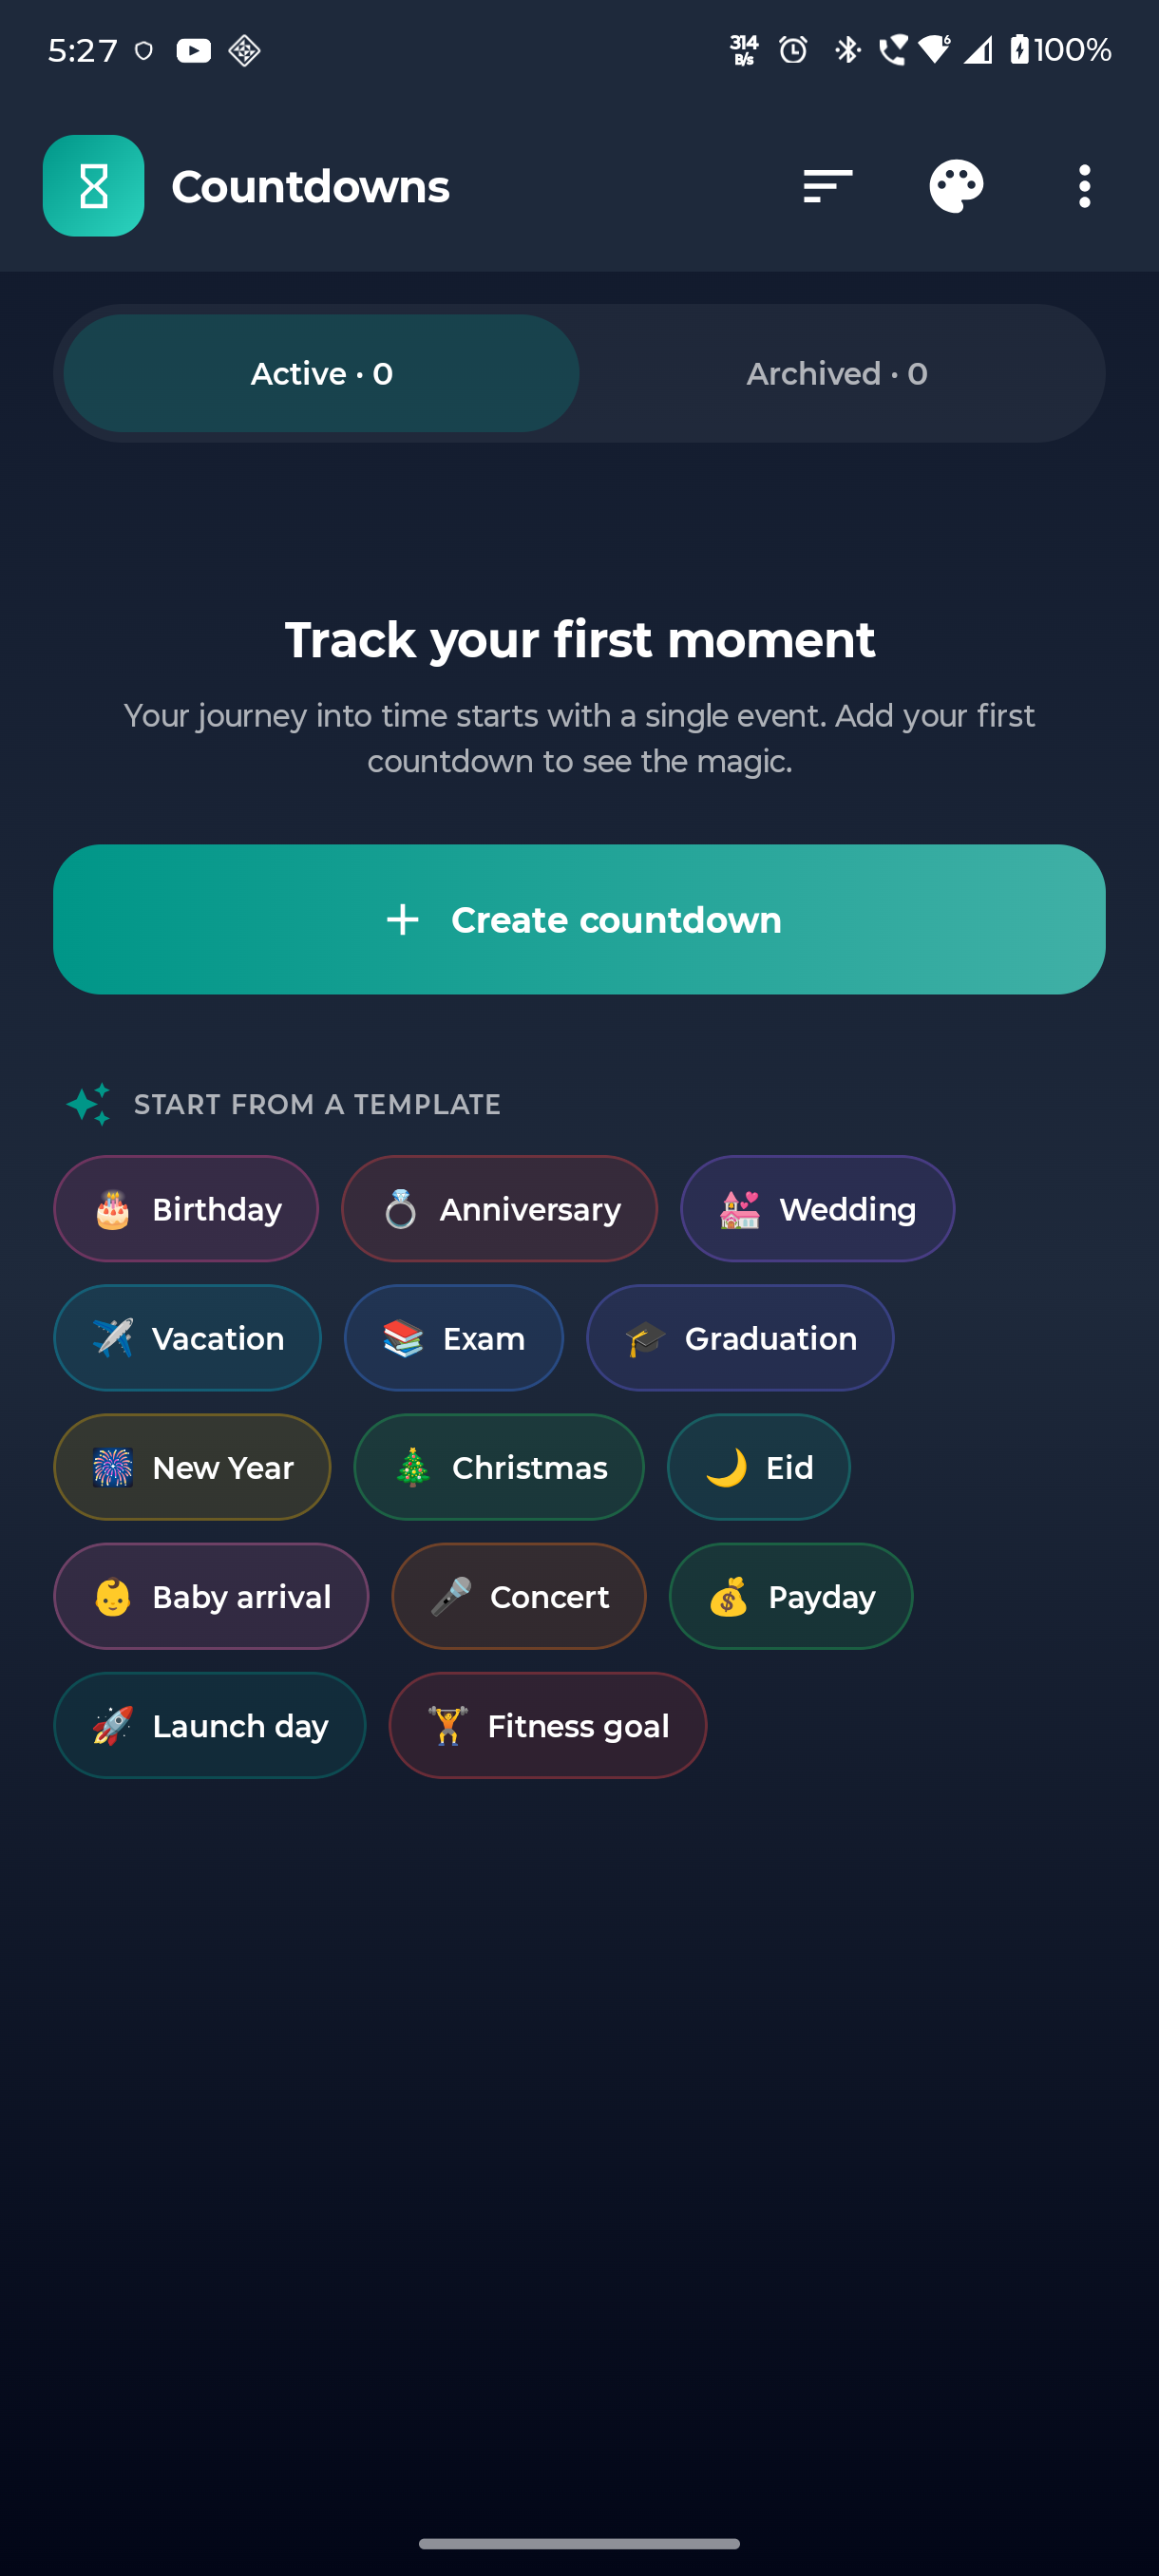 5:27
314
B/s
6
100%
Countdowns
Active · 0
Archived · 0
Track your first moment
Your journey into time starts with a single event. Add your first
countdown to see the magic.
+ Create countdown
START FROM A TEMPLATE
Birthday
Anniversary
Wedding
Vacation
Exam
Graduation
New Year
Christmas
Eid
Baby arrival
Concert
Payday
Launch day
Fitness goal